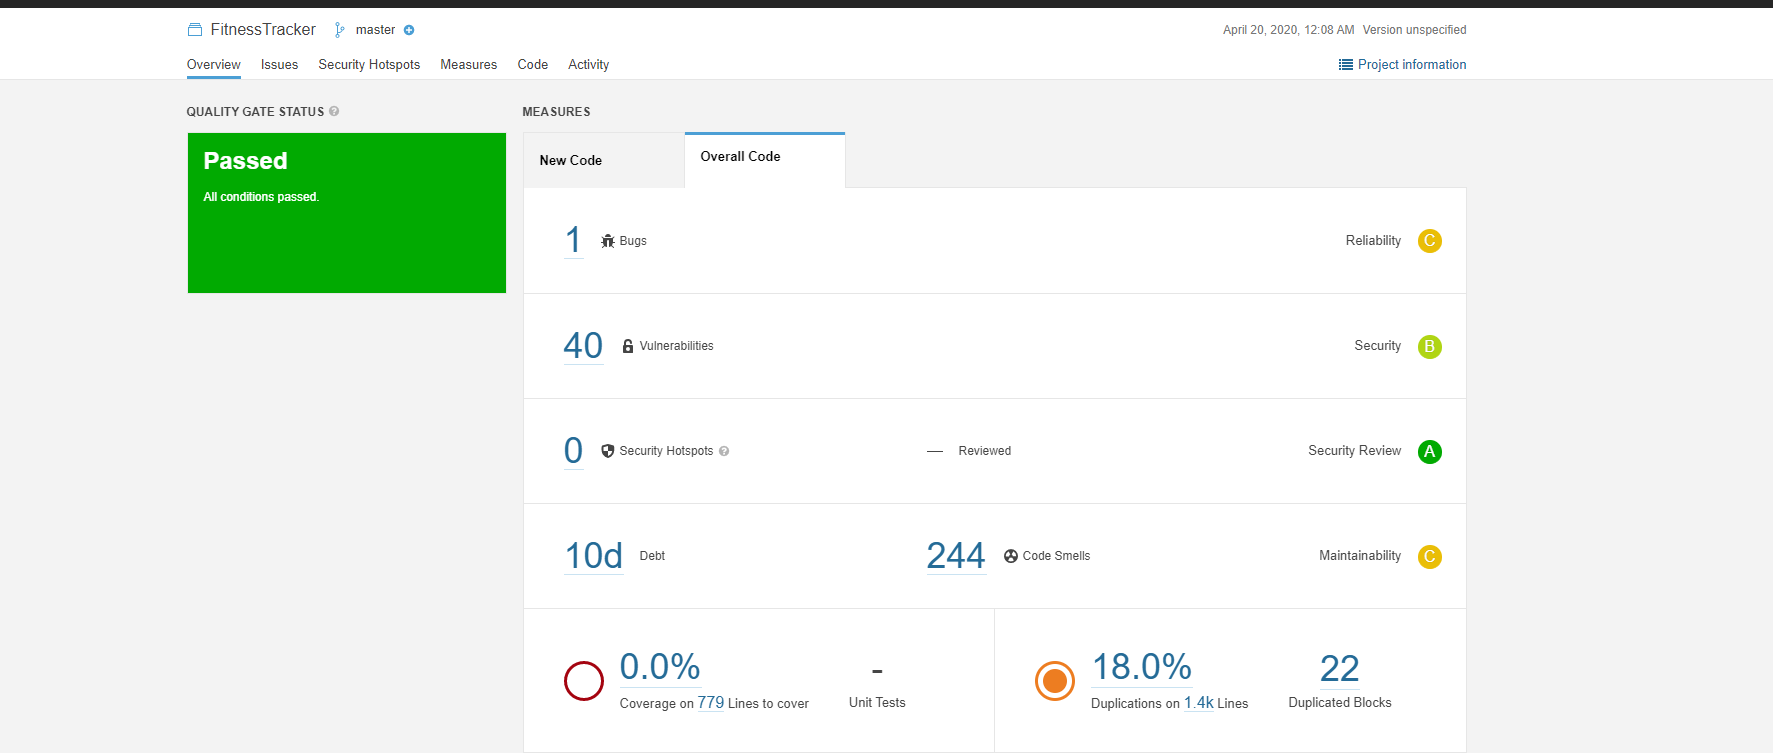 FitnessTracker master
April 20, 2020, 12:08 AM Version unspecified
Overview Issues Security Hotspots Measures Code Activity
Project information
QUALITY GATE STATUS ?
Passed
All conditions passed.
MEASURES
New Code Overall Code
1 Bugs Reliability C
40 Vulnerabilities Security B
0 Security Hotspots ? — Reviewed Security Review A
10d Debt 244 Code Smells Maintainability C
0.0%
Coverage on 779 Lines to cover
-
Unit Tests
18.0%
Duplications on 1.4k Lines
22
Duplicated Blocks